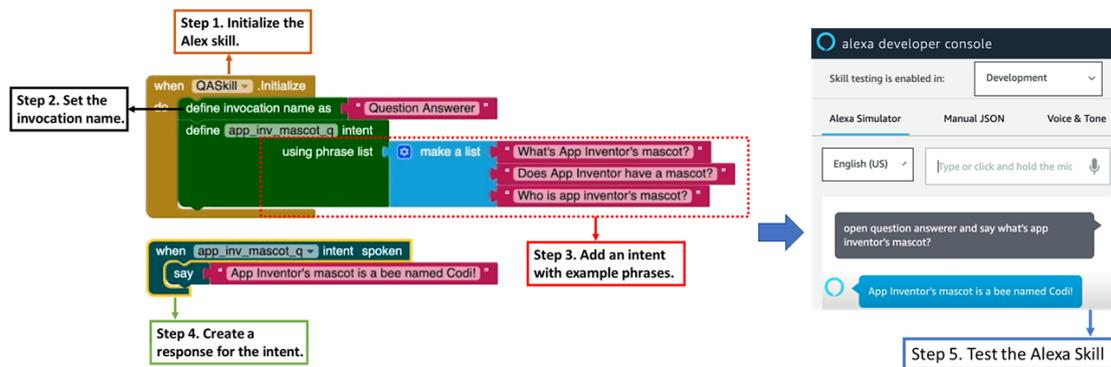 Step 1. Initialize the
Alex skill.
when QASkill .Initialize
Step 2. Set the
invocation name.
do define invocation name as " Question Answerer "
define app_inv_mascot_q intent
using phrase list make a list " What's App Inventor's mascot? "
" Does App Inventor have a mascot? "
" Who is app inventor's mascot? "
when app_inv_mascot_q intent spoken
say " App Inventor's mascot is a bee named Codi! "
Step 3. Add an intent
with example phrases.
Step 4. Create a
response for the intent.
alexa developer console
Skill testing is enabled in: Development
Alexa Simulator Manual JSON Voice & Tone
English (US) Type or click and hold the mic
open question answerer and say what's app
inventor's mascot?
App Inventor's mascot is a bee named Codi!
Step 5. Test the Alexa Skill